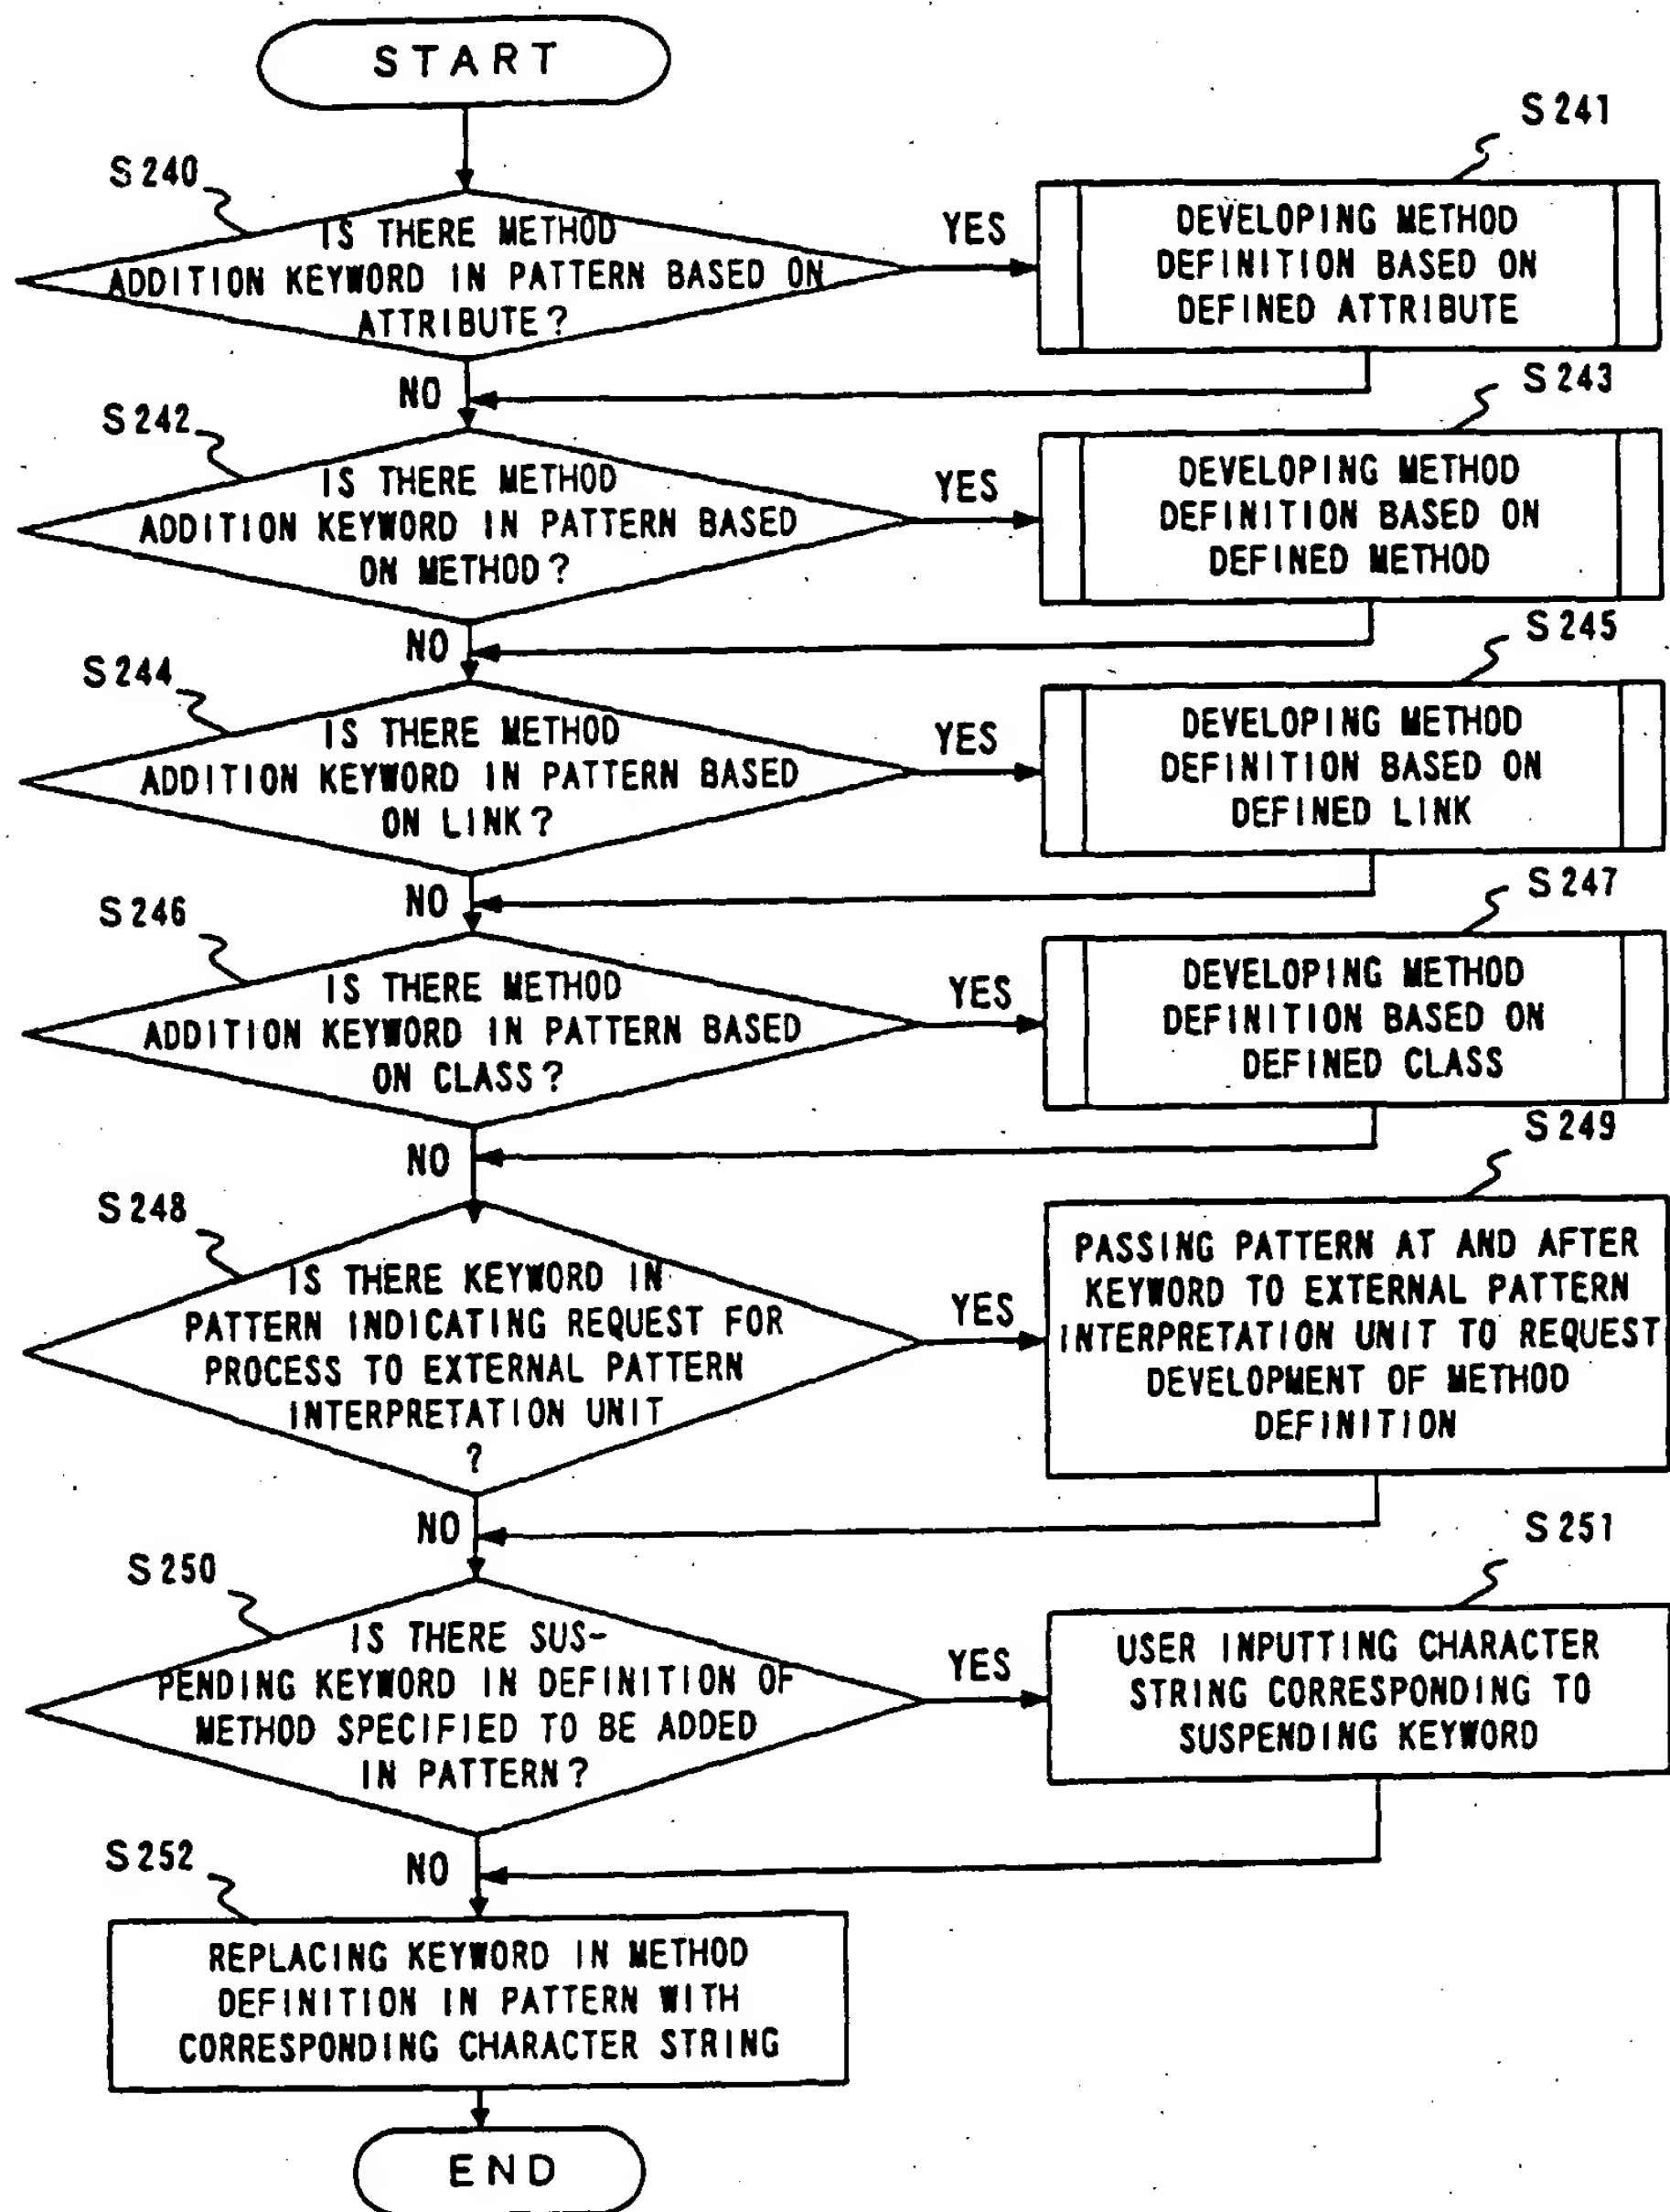 START
S240
IS THERE METHOD
ADDITION KEYWORD IN PATTERN BASED ON
ATTRIBUTE?
YES
S241
DEVELOPING METHOD
DEFINITION BASED ON
DEFINED ATTRIBUTE
NO
S242
IS THERE METHOD
ADDITION KEYWORD IN PATTERN BASED
ON METHOD?
YES
S243
DEVELOPING METHOD
DEFINITION BASED ON
DEFINED METHOD
NO
S244
IS THERE METHOD
ADDITION KEYWORD IN PATTERN BASED
ON LINK?
YES
S245
DEVELOPING METHOD
DEFINITION BASED ON
DEFINED LINK
NO
S246
IS THERE METHOD
ADDITION KEYWORD IN PATTERN BASED
ON CLASS?
YES
S247
DEVELOPING METHOD
DEFINITION BASED ON
DEFINED CLASS
NO
S248
IS THERE KEYWORD IN
PATTERN INDICATING REQUEST FOR
PROCESS TO EXTERNAL PATTERN
INTERPRETATION UNIT
?
YES
S249
PASSING PATTERN AT AND AFTER
KEYWORD TO EXTERNAL PATTERN
INTERPRETATION UNIT TO REQUEST
DEVELOPMENT OF METHOD
DEFINITION
NO
S250
IS THERE SUS-
PENDING KEYWORD IN DEFINITION OF
METHOD SPECIFIED TO BE ADDED
IN PATTERN?
YES
S251
USER INPUTTING CHARACTER
STRING CORRESPONDING TO
SUSPENDING KEYWORD
NO
S252
REPLACING KEYWORD IN METHOD
DEFINITION IN PATTERN WITH
CORRESPONDING CHARACTER STRING
END